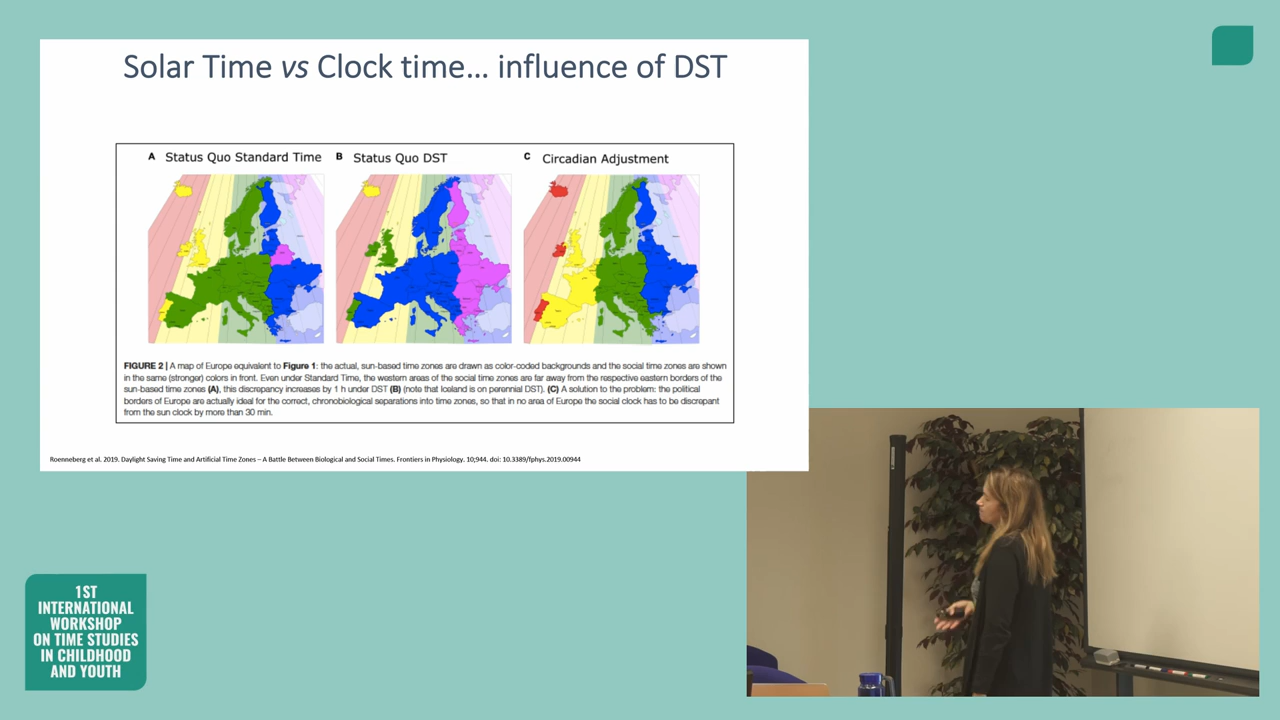 Solar Time vs Clock time... influence of DST
A Status Quo Standard Time B Status Quo DST C Circadian Adjustment
FIGURE 2 | A map of Europe equivalent to Figure 1: the actual, sun-based time zones are drawn as color-coded backgrounds and the social time zones are shown
in the same (stronger) colors in front. Even under Standard Time, the western areas of the social time zones are far away from the respective eastern borders of the
sun-based time zones (A), this discrepancy increases by 1 h under DST (B) (note that Iceland is on perennial DST). (C) A solution to the problem: the political
borders of Europe are actually ideal for the correct, chronobiological separations into time zones, so that in no area of Europe the social clock has to be discrepant
from the sun clock by more than 30 min.
Roenneberg et al. 2019. Daylight Saving Time and Artificial Time Zones – A Battle Between Biological and Social Times. Frontiers in Physiology. 10;944. doi: 10.3389/fphys.2019.00944
1ST
INTERNATIONAL
WORKSHOP
ON TIME STUDIES
IN CHILDHOOD
AND YOUTH